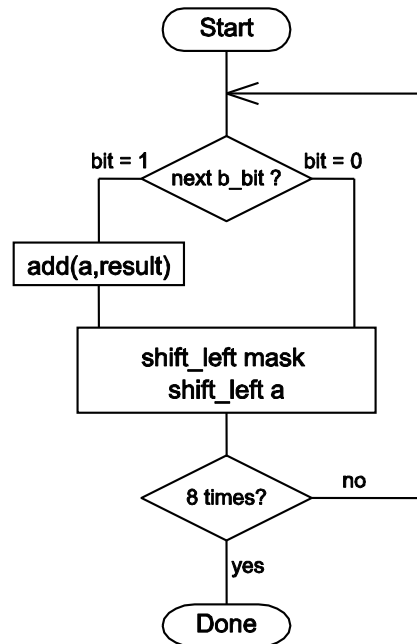 Start
bit = 1
bit = 0
next b_bit ?
add(a,result)
shift_left mask
shift_left a
8 times?
no
yes
Done